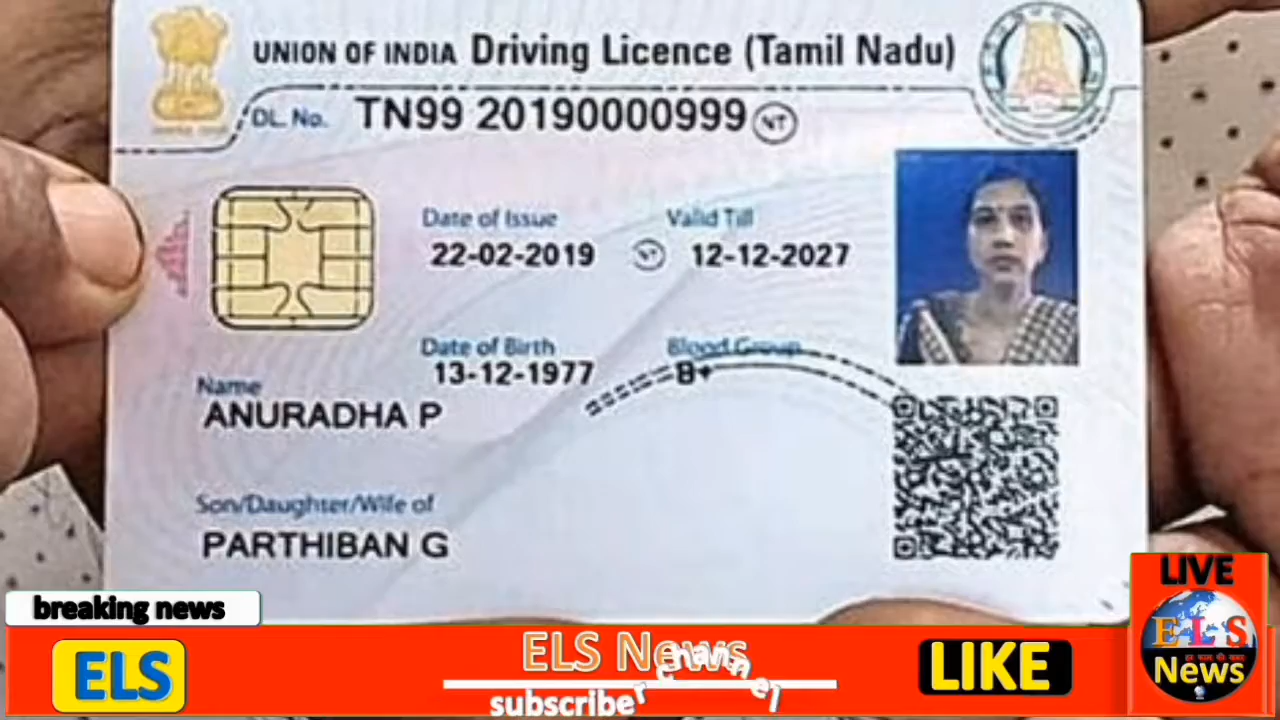 UNION OF INDIA Driving Licence (Tamil Nadu)
DL. No. TN99 20190000999 NT
Date of Issue Valid Till
22-02-2019 NT 12-12-2027
Date of Birth Blood Group
13-12-1977 B+
Name
ANURADHA P
Son/Daughter/Wife of
PARTHIBAN G
breaking news
ELS
ELS News
subscribe r channel
LIKE
LIVE
ELS
News